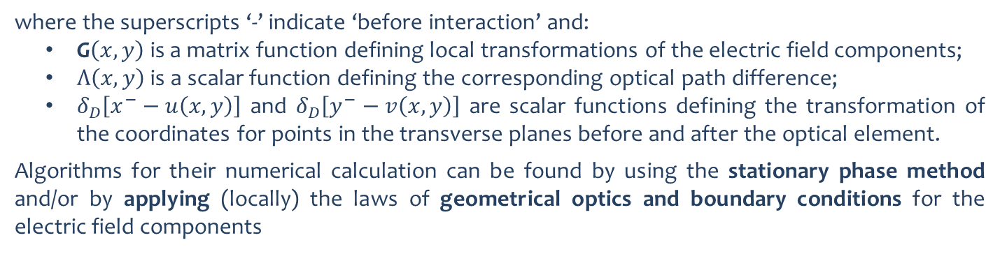 where the superscripts ‘-’ indicate ‘before interaction’ and:
• G(x, y) is a matrix function defining local transformations of the electric field components;
• Λ(x, y) is a scalar function defining the corresponding optical path difference;
• δ_D[x⁻ − u(x, y)] and δ_D[y⁻ − v(x, y)] are scalar functions defining the transformation of
the coordinates for points in the transverse planes before and after the optical element.
Algorithms for their numerical calculation can be found by using the stationary phase method
and/or by applying (locally) the laws of geometrical optics and boundary conditions for the
electric field components